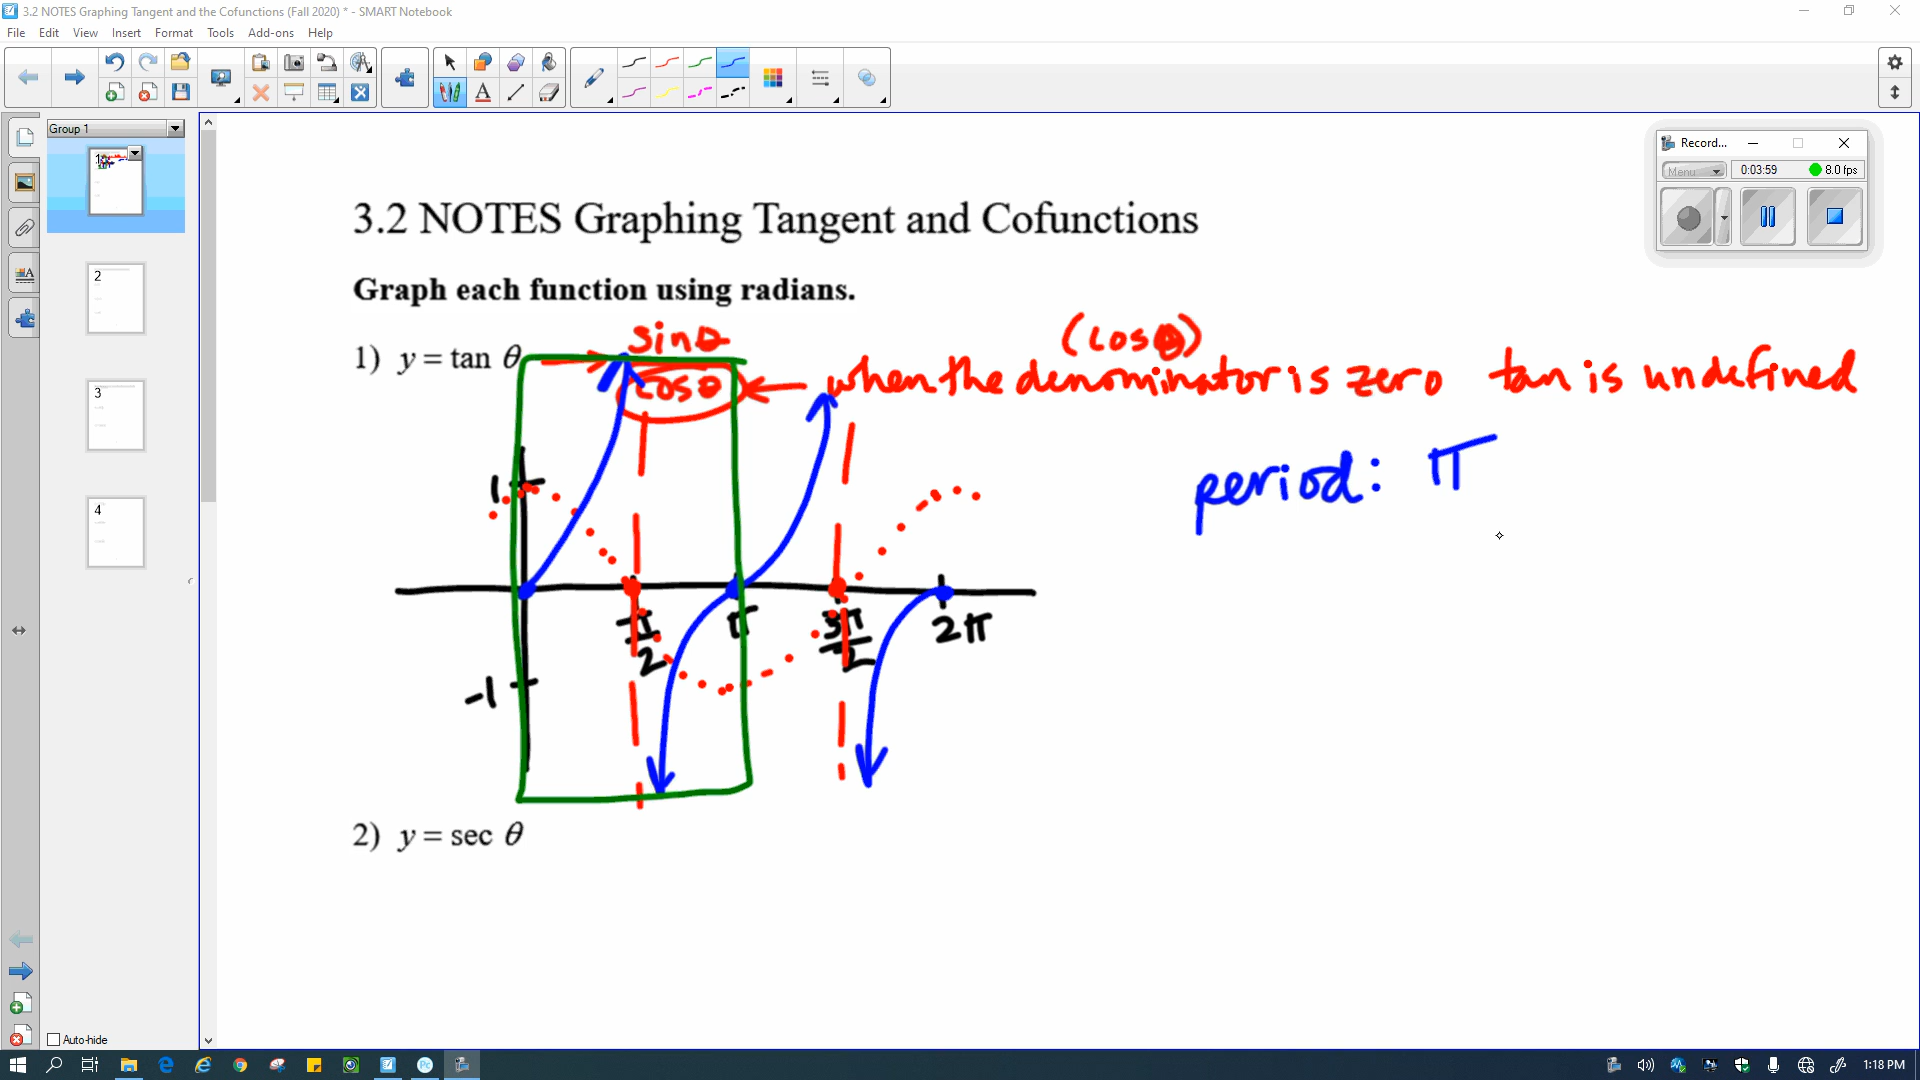 3.2 NOTES Graphing Tangent and the Cofunctions (Fall 2020) * - SMART Notebook
File Edit View Insert Format Tools Add-ons Help
Group 1
1
2
3
4
Auto-hide
Record...
Menu
0:03:59
8.0 fps
3.2 NOTES Graphing Tangent and Cofunctions
Graph each function using radians.
1) y = tan θ
sinθ
cosθ
(cosθ)
when the denominator is zero tan is undefined
period: π
1
-1
π/2
π
3π/2
2π
2) y = sec θ
1:18 PM